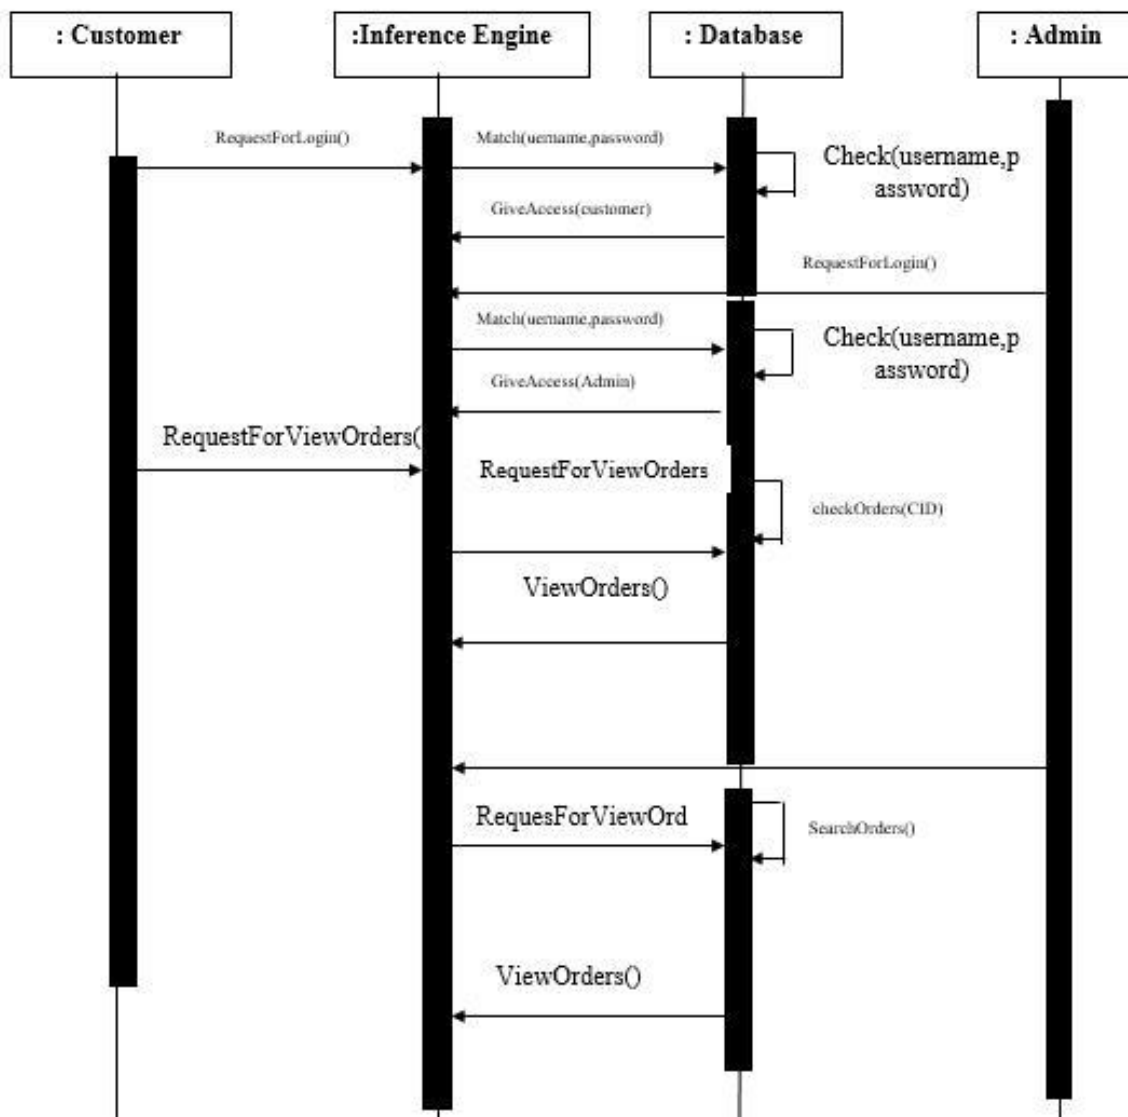 : Customer
:Inference Engine
: Database
: Admin
RequestForLogin()
Match(uername,password)
Check(username,p
assword)
GiveAccess(customer)
RequestForLogin()
Match(uername,password)
Check(username,p
assword)
GiveAccess(Admin)
RequestForViewOrders(
RequestForViewOrders
checkOrders(CID)
ViewOrders()
RequesForViewOrd
SearchOrders()
ViewOrders()